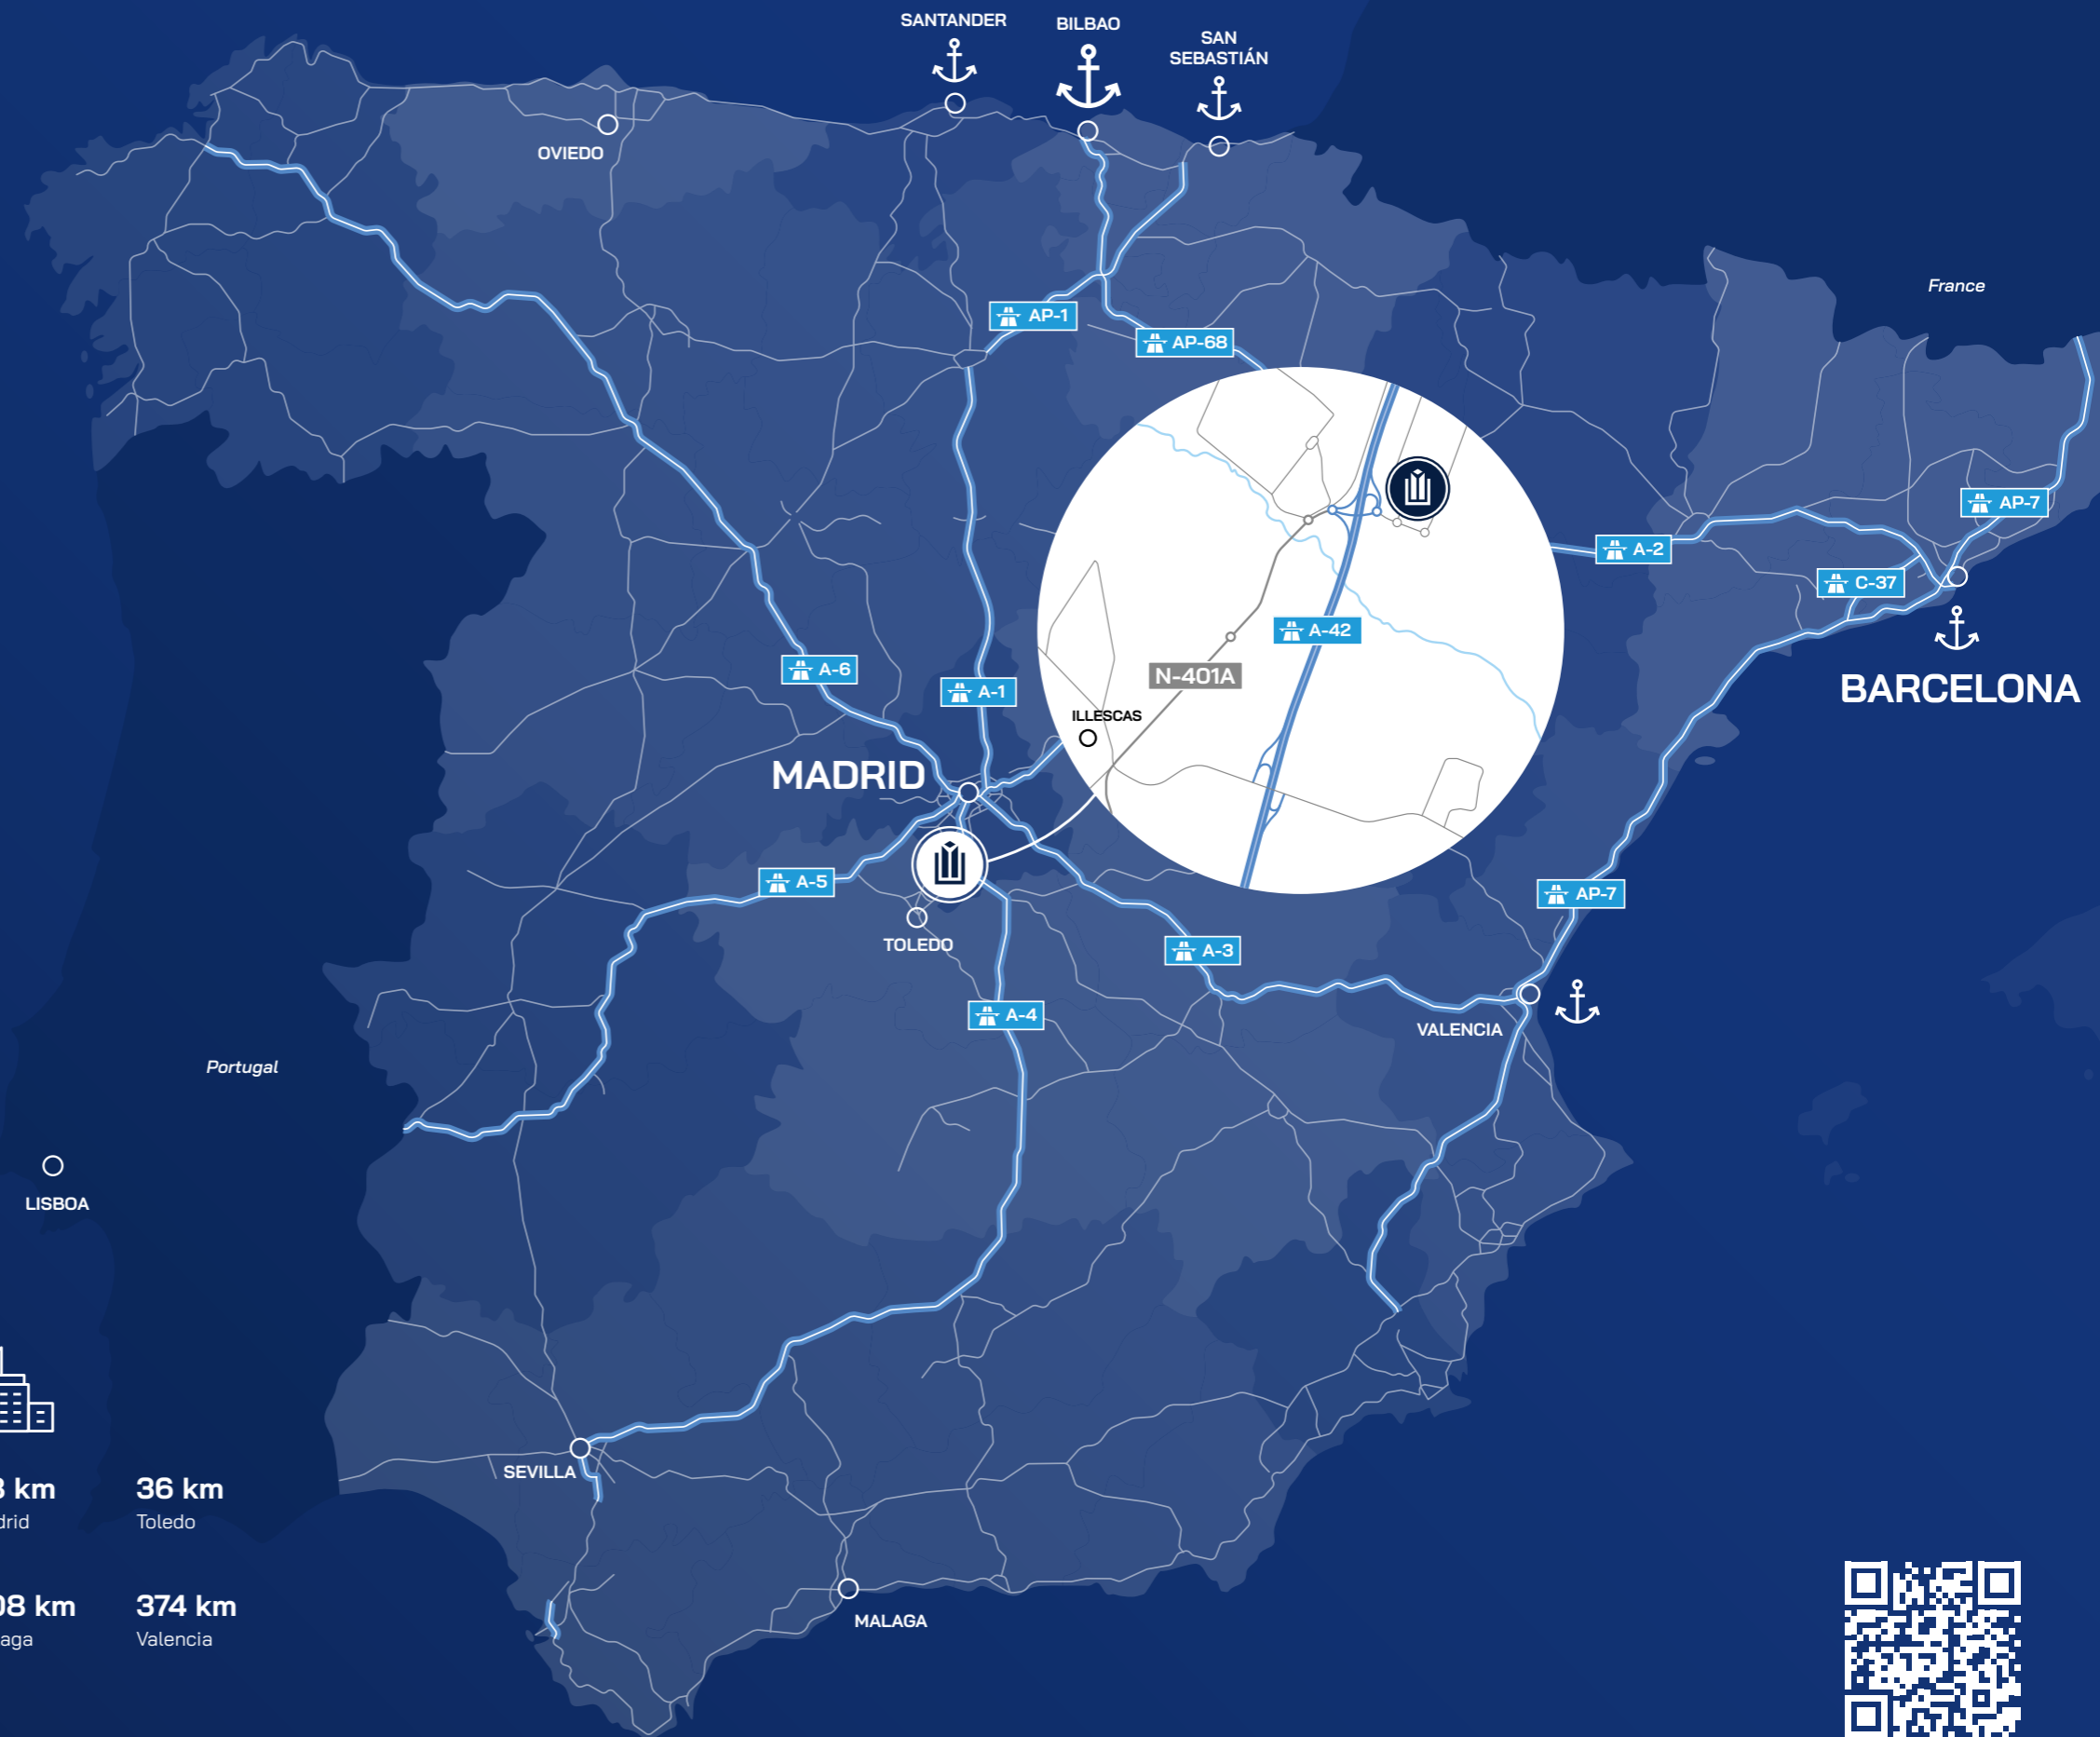 SANTANDER
BILBAO
SAN
SEBASTIÁN
OVIEDO
France
AP-1
AP-68
AP-7
A-2
C-37
A-42
A-6
N-401A
A-1
BARCELONA
ILLESCAS
MADRID
A-5
AP-7
TOLEDO
A-3
A-4
VALENCIA
Portugal
LISBOA
SEVILLA
km
36 km
Toledo
MALAGA
km
374 km
Valencia